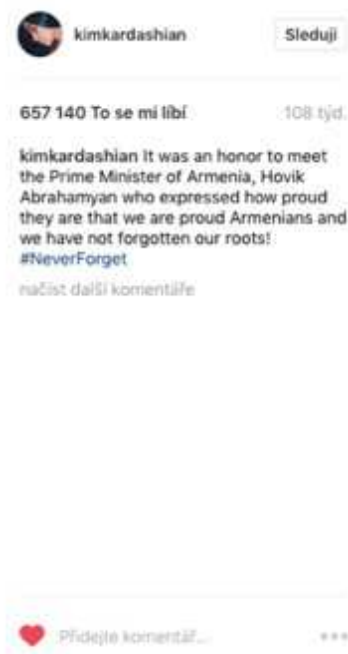 kimkardashian
Sleduji
657 140 To se mi líbí
108 týd.
kimkardashian It was an honor to meet
the Prime Minister of Armenia, Hovik
Abrahamyan who expressed how proud
they are that we are proud Armenians and
we have not forgotten our roots!
#NeverForget
načíst další komentáře
Přidejte komentář...